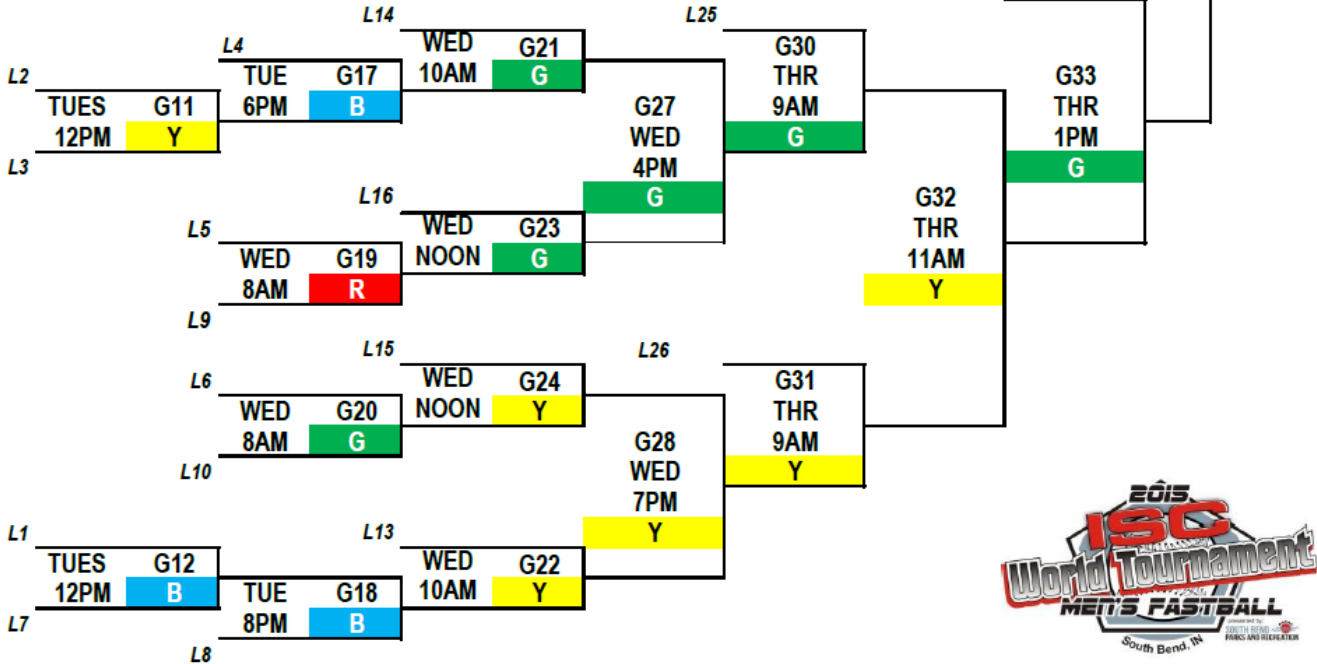 L14
L25
L4
WED G21
G30
L2
TUE G17
10AM G
THR
G33
TUES G11
6PM B
G27
9AM
THR
12PM Y
WED
G
1PM
L3
4PM
G
L16
G
G32
L5
WED G23
THR
WED G19
NOON G
11AM
8AM R
Y
L9
L15
L26
L6
WED G24
G31
WED G20
NOON Y
THR
8AM G
G28
9AM
L10
WED
Y
7PM
L1
L13
Y
TUES G12
WED G22
12PM B
TUE G18
10AM Y
L7
8PM B
L8
2015
ISC
World Tournament
MEN'S FASTBALL
presented by:
SOUTH BEND
PARKS AND RECREATION
South Bend, IN